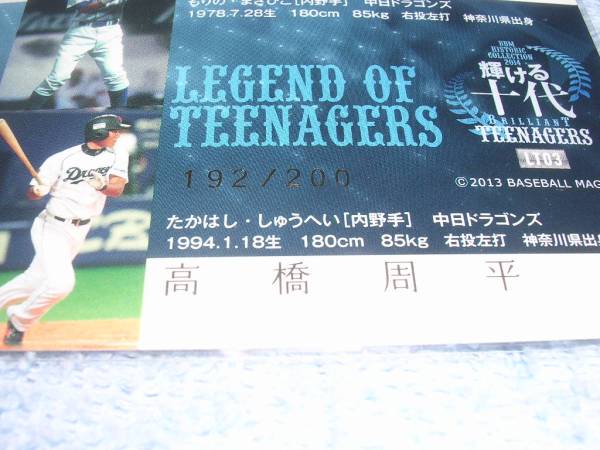 もりの・まさひこ[内野手] 中日ドラゴンズ
1978.7.28生 180cm 85kg 右投左打 神奈川県出身
LEGEND OF
TEENAGERS
BBM
HISTORIC
COLLECTION
2014
輝ける
十代
BRILLIANT
TEENAGERS
LT03
192/200
©2013 BASEBALL MAG
Dra
たかはし・しゅうへい[内野手] 中日ドラゴンズ
1994.1.18生 180cm 85kg 右投左打 神奈川県出
高橋周平